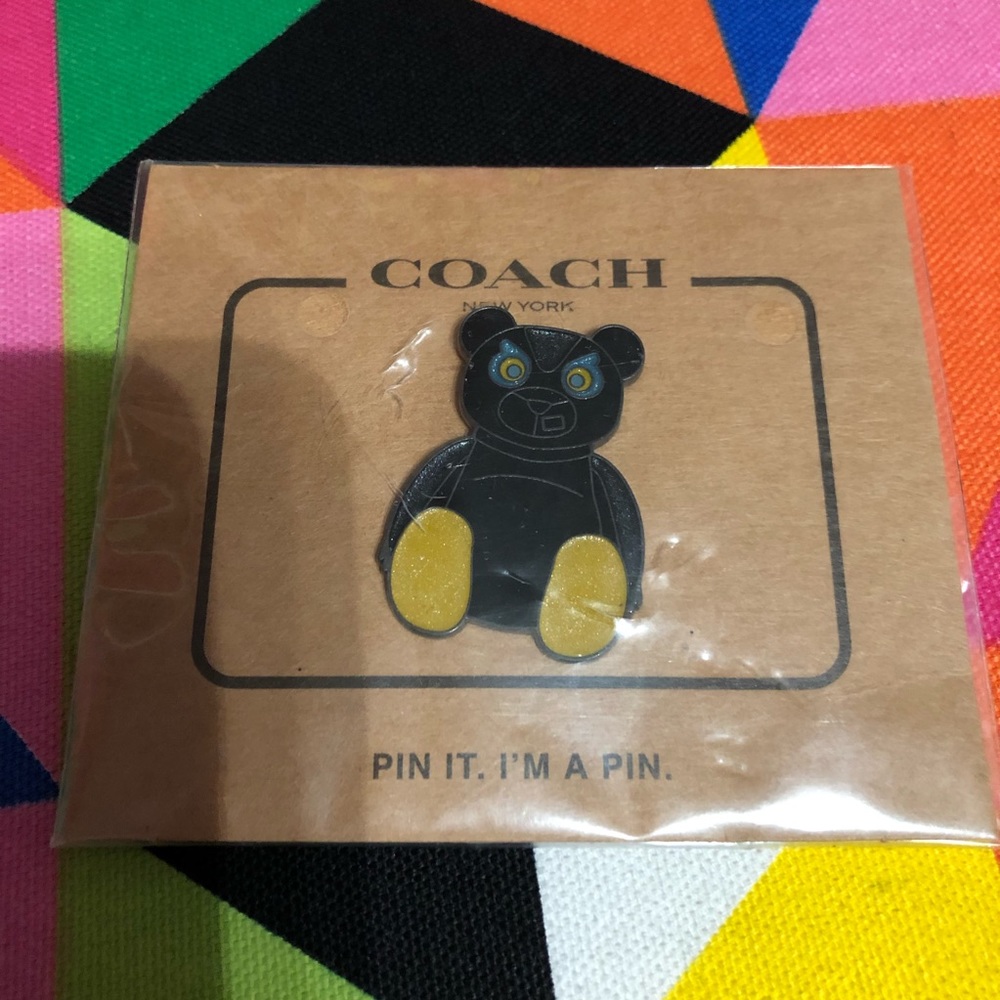 COACH
NEW YORK
PIN IT. I'M A PIN.